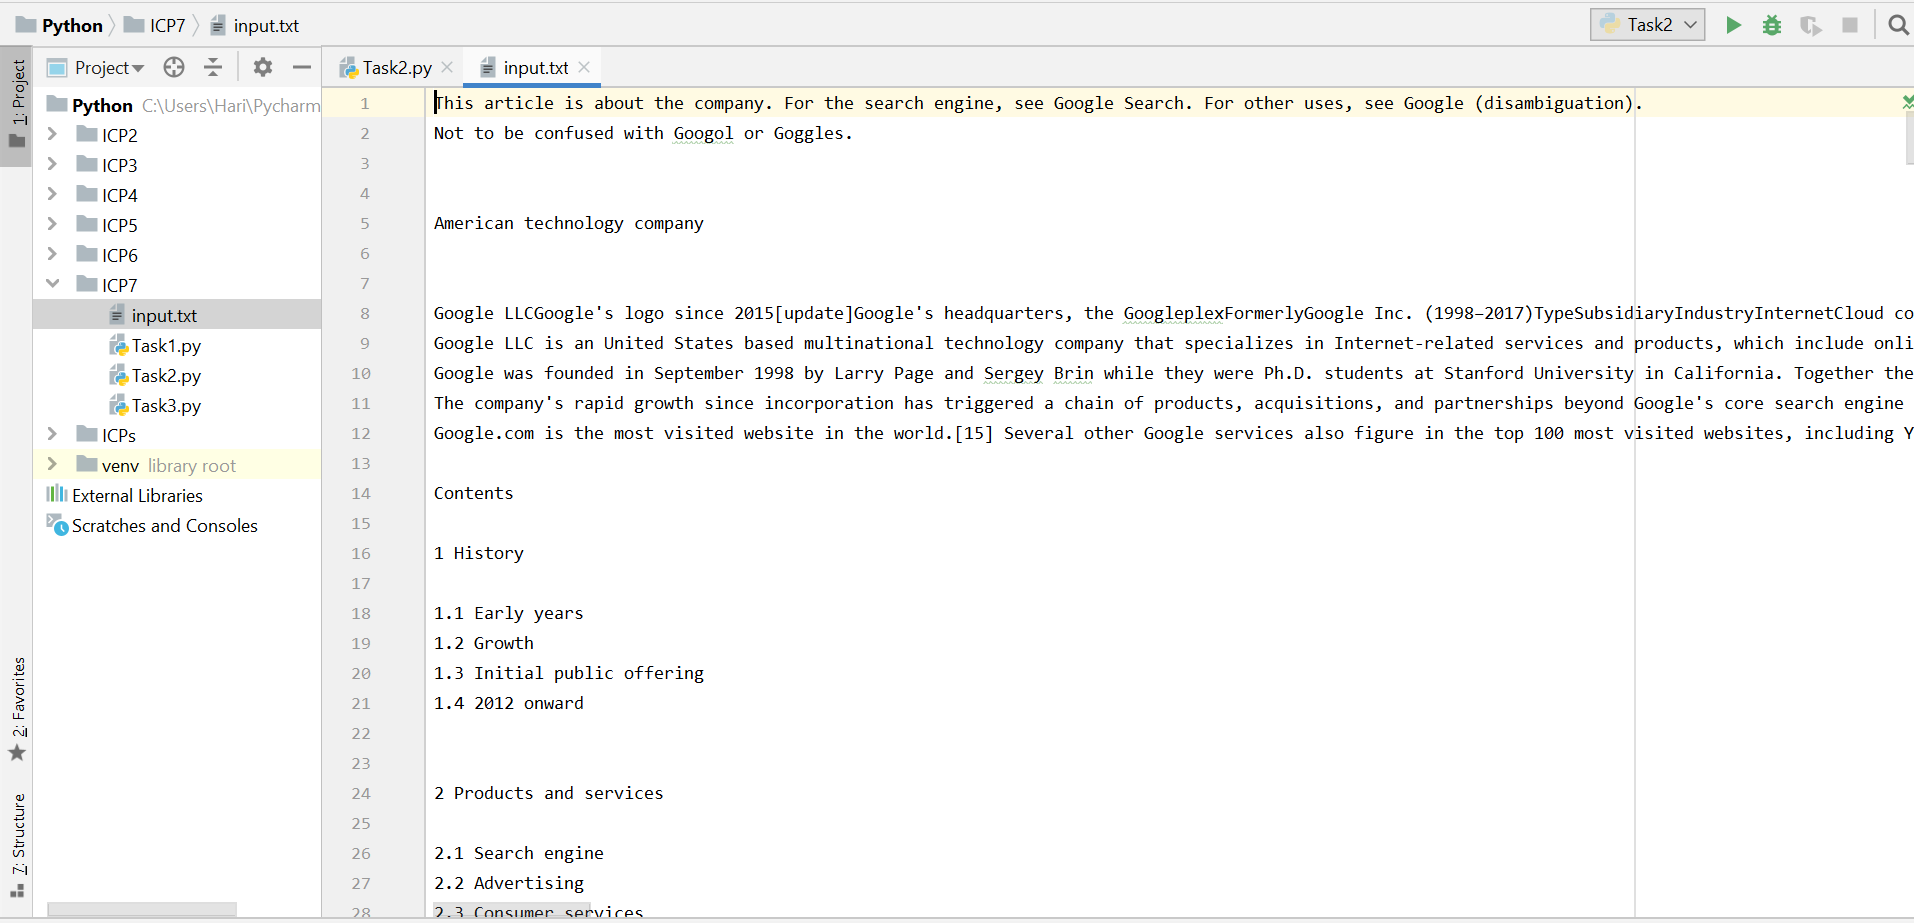 Python ICP7 input.txt
Task2
1: Project
Project
Task2.py input.txt
Python C:\Users\Hari\Pycharm
ICP2
ICP3
ICP4
ICP5
ICP6
ICP7
input.txt
Task1.py
Task2.py
Task3.py
ICPs
venv library root
External Libraries
Scratches and Consoles
2: Favorites
7: Structure
1 This article is about the company. For the search engine, see Google Search. For other uses, see Google (disambiguation).
2 Not to be confused with Googol or Goggles.
3
4
5 American technology company
6
7
8 Google LLCGoogle's logo since 2015[update]Google's headquarters, the GoogleplexFormerlyGoogle Inc. (1998–2017)TypeSubsidiaryIndustryInternetCloud co
9 Google LLC is an United States based multinational technology company that specializes in Internet-related services and products, which include onli
10 Google was founded in September 1998 by Larry Page and Sergey Brin while they were Ph.D. students at Stanford University in California. Together the
11 The company's rapid growth since incorporation has triggered a chain of products, acquisitions, and partnerships beyond Google's core search engine
12 Google.com is the most visited website in the world.[15] Several other Google services also figure in the top 100 most visited websites, including Y
13
14 Contents
15
16 1 History
17
18 1.1 Early years
19 1.2 Growth
20 1.3 Initial public offering
21 1.4 2012 onward
22
23
24 2 Products and services
25
26 2.1 Search engine
27 2.2 Advertising
28 2.3 Consumer services